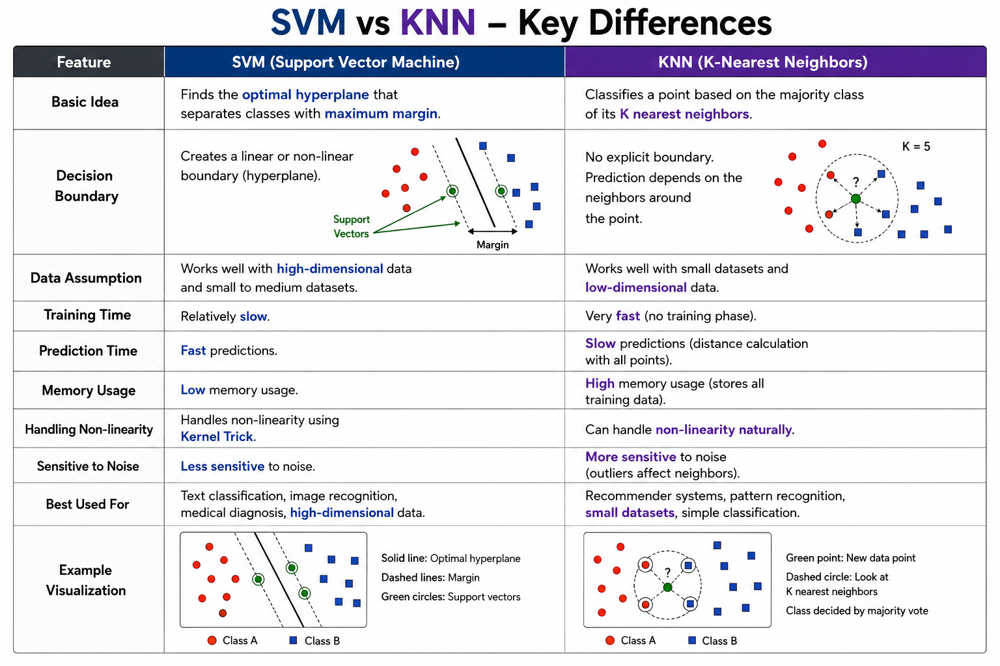 SVM vs KNN – Key Differences
Feature
SVM (Support Vector Machine)
KNN (K-Nearest Neighbors)
Basic Idea
Finds the optimal hyperplane that
separates classes with maximum margin.
Classifies a point based on the majority class
of its K nearest neighbors.
Decision
Boundary
Creates a linear or non-linear
boundary (hyperplane).
Support
Vectors
Margin
No explicit boundary.
Prediction depends on the
neighbors around
the point.
K = 5
?
Data Assumption
Works well with high-dimensional data
and small to medium datasets.
Works well with small datasets and
low-dimensional data.
Training Time
Relatively slow.
Very fast (no training phase).
Prediction Time
Fast predictions.
Slow predictions (distance calculation
with all points).
Memory Usage
Low memory usage.
High memory usage (stores all
training data).
Handling Non-linearity
Handles non-linearity using
Kernel Trick.
Can handle non-linearity naturally.
Sensitive to Noise
Less sensitive to noise.
More sensitive to noise
(outliers affect neighbors).
Best Used For
Text classification, image recognition,
medical diagnosis, high-dimensional data.
Recommender systems, pattern recognition,
small datasets, simple classification.
Example
Visualization
Solid line: Optimal hyperplane
Dashed lines: Margin
Green circles: Support vectors
Class A
Class B
?
Green point: New data point
Dashed circle: Look at
K nearest neighbors
Class decided by majority vote
Class A
Class B